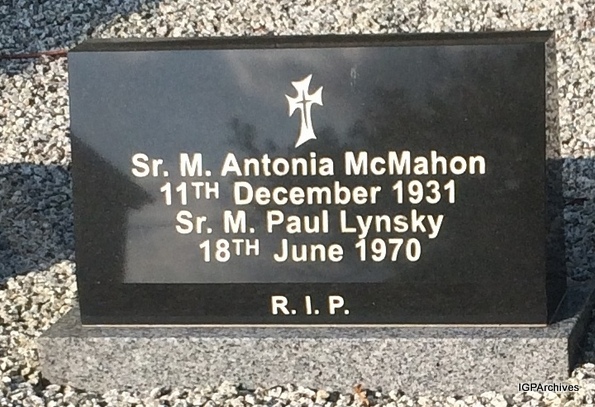 Sr. M. Antonia McMahon
11TH December 1931
Sr. M. Paul Lynsky
18TH June 1970
R. I. P.
IGPArchives